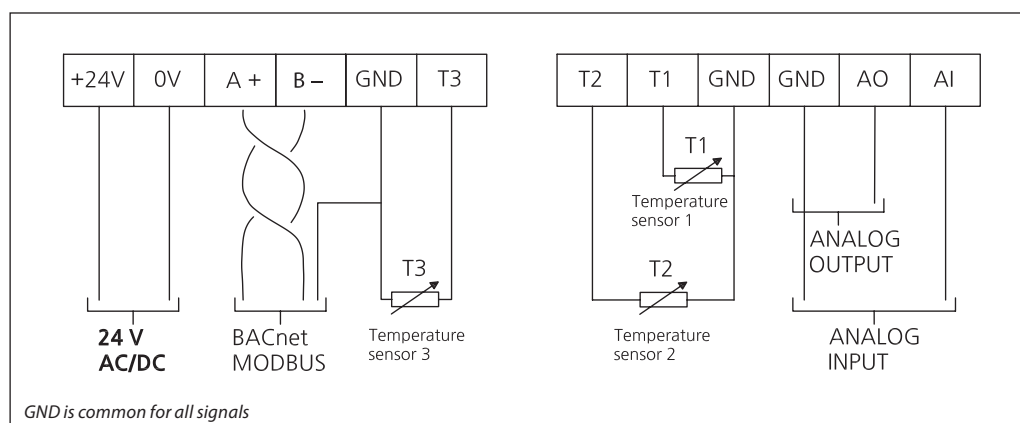 +24V 0V A + B – GND T3
T2 T1 GND GND AO AI
T1
Temperature
sensor 1
ANALOG
OUTPUT
T3
T2
24 V
AC/DC
BACnet
MODBUS
Temperature
sensor 3
Temperature
sensor 2
ANALOG
INPUT
GND is common for all signals